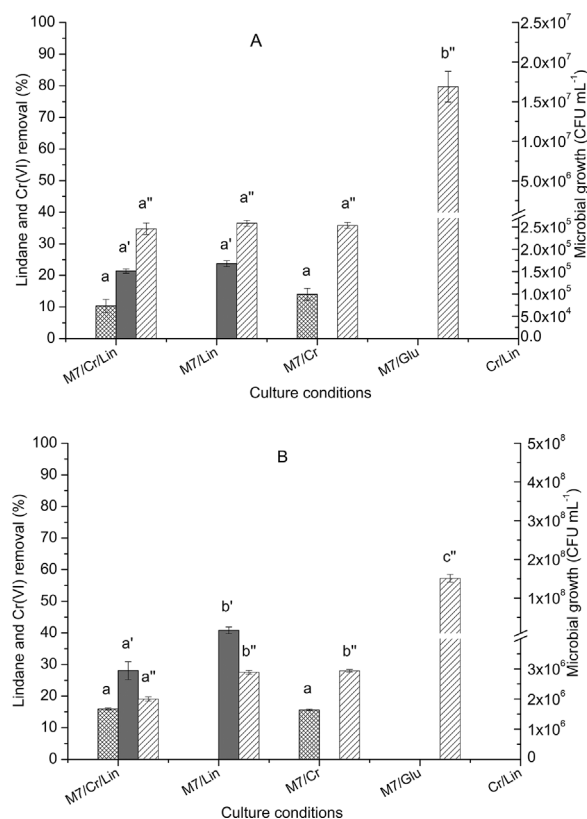 A
Lindane and Cr(VI) removal (%)
100
90
80
70
60
50
40
30
20
10
0
a
a'
a''
a'
a''
a
a''
b''
2.5x10⁷
2.0x10⁷
1.5x10⁷
1.0x10⁷
5.0x10⁶
2.5x10⁵
2.0x10⁵
1.5x10⁵
1.0x10⁵
5.0x10⁴
0.0
Microbial growth (CFU mL⁻¹)
M7/Cr/Lin
M7/Lin
M7/Cr
M7/Glu
Cr/Lin
Culture conditions
B
Lindane and Cr(VI) removal (%)
100
90
80
70
60
50
40
30
20
10
0
a
a'
a''
b'
b''
a
b''
c''
5x10⁸
4x10⁸
3x10⁸
2x10⁸
1x10⁸
3x10⁶
2x10⁶
1x10⁶
0
Microbial growth (CFU mL⁻¹)
M7/Cr/Lin
M7/Lin
M7/Cr
M7/Glu
Cr/Lin
Culture conditions